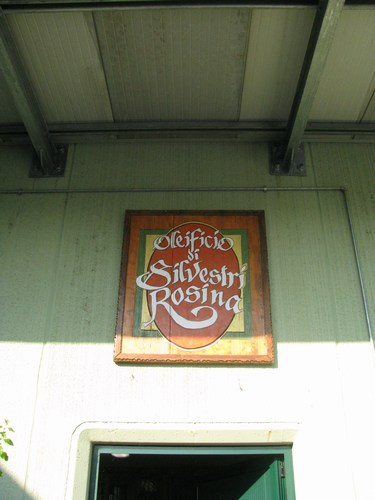 Oleificio
di
Silvestri
Rosina